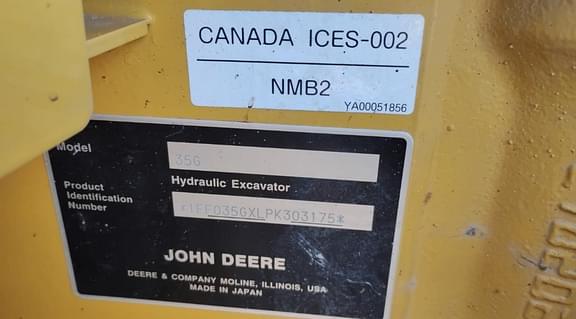 CANADA ICES-002
NMB2
YA00051856
Model
35G
Hydraulic Excavator
Product
Identification
Number
*1FF035GXLPK303175*
JOHN DEERE
DEERE & COMPANY MOLINE, ILLINOIS, USA
MADE IN JAPAN